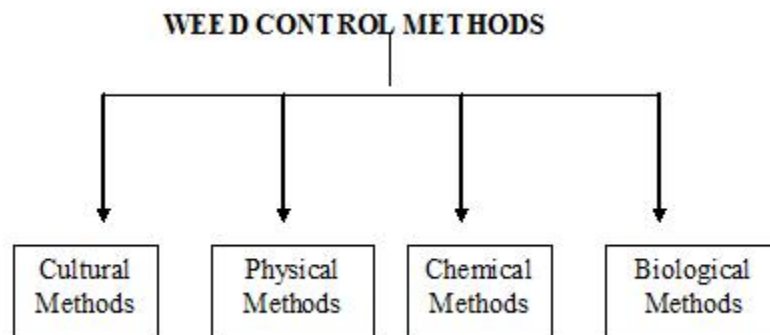 WEED CONTROL METHODS
Cultural
Methods
Physical
Methods
Chemical
Methods
Biological
Methods